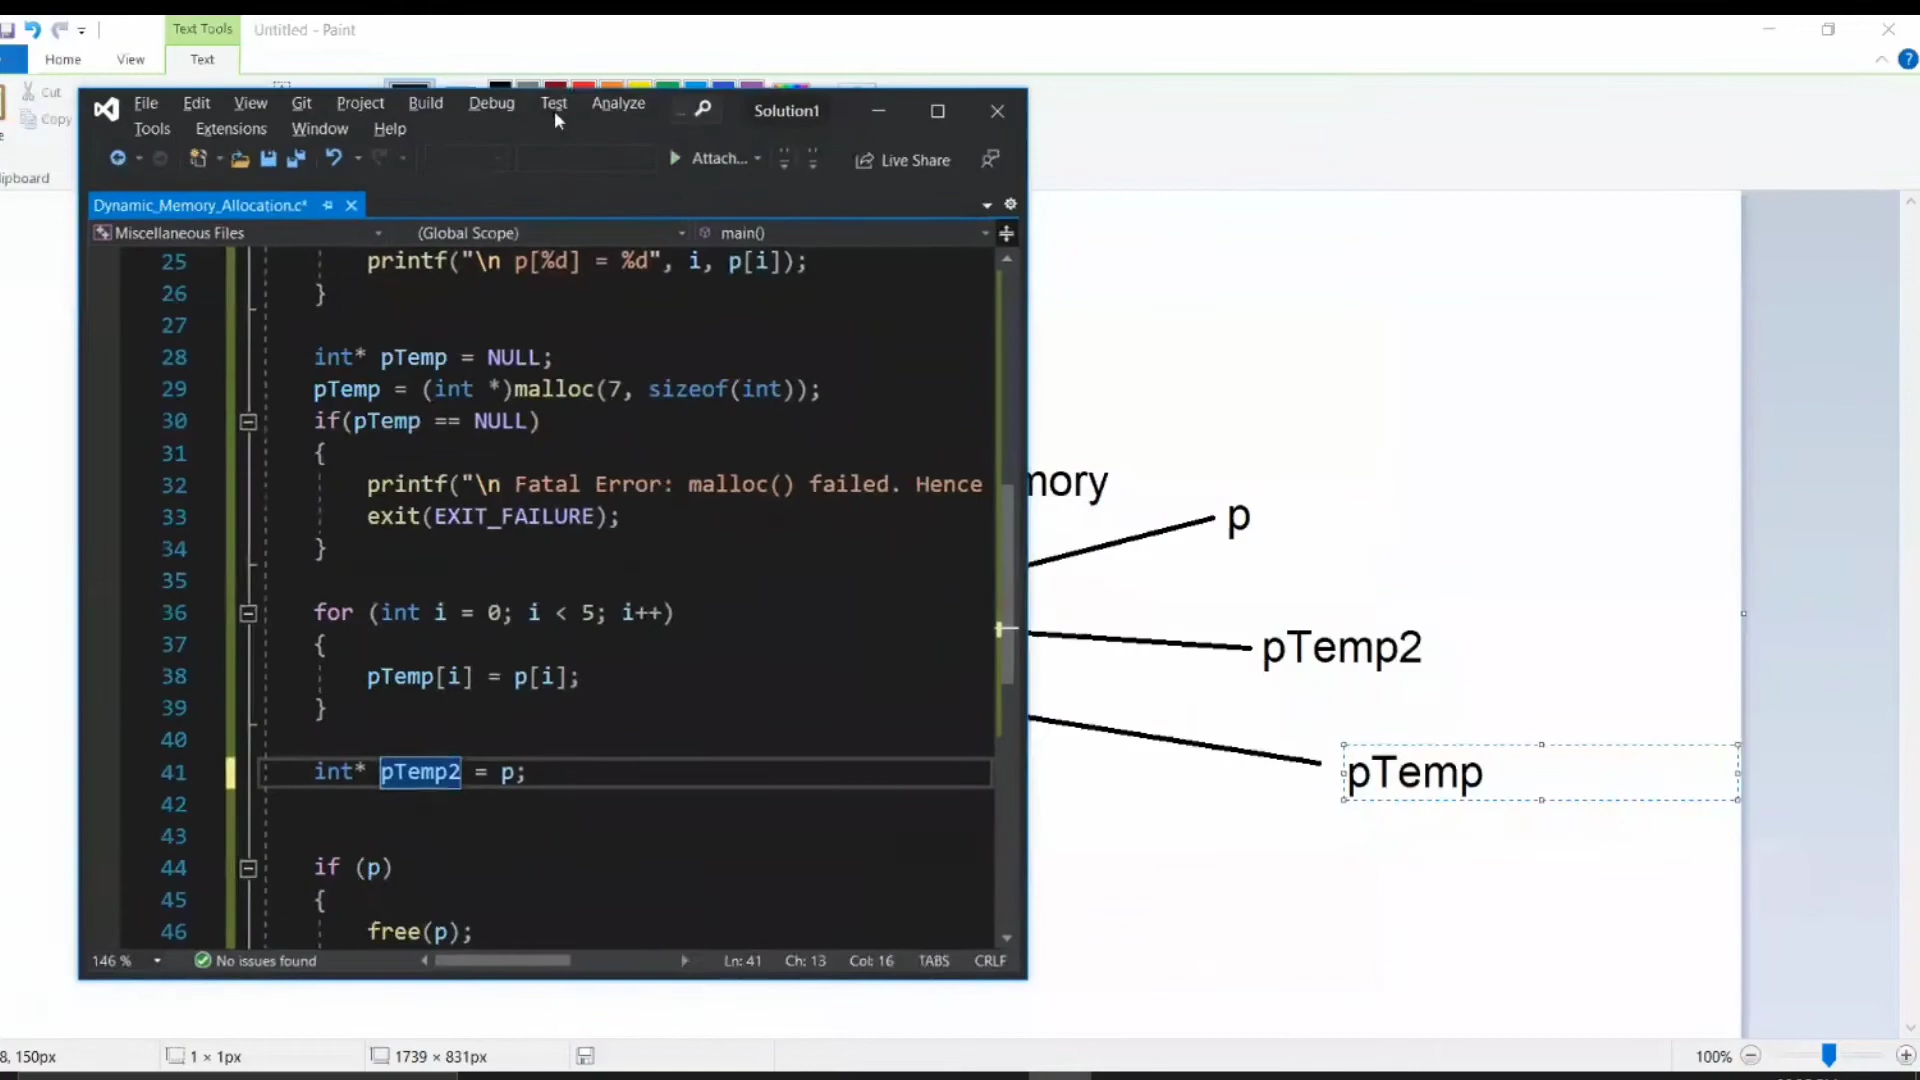 Text Tools
Untitled - Paint
Home
View
Text
Cut
Copy
lipboard
File
Edit
View
Git
Project
Build
Debug
Test
Analyze
Solution1
Tools
Extensions
Window
Help
Attach...
Live Share
Dynamic_Memory_Allocation.c*
Miscellaneous Files
(Global Scope)
main()
25 printf("\n p[%d] = %d", i, p[i]);
26 }
27
28 int* pTemp = NULL;
29 pTemp = (int *)malloc(7, sizeof(int));
30 if(pTemp == NULL)
31 {
32 printf("\n Fatal Error: malloc() failed. Hence
33 exit(EXIT_FAILURE);
34 }
35
36 for (int i = 0; i < 5; i++)
37 {
38 pTemp[i] = p[i];
39 }
40
41 int* pTemp2 = p;
42
43
44 if (p)
45 {
46 free(p);
146 %
No issues found
Ln: 41
Ch: 13
Col: 16
TABS
CRLF
mory
p
pTemp2
pTemp
8, 150px
1 × 1px
1739 × 831px
100%